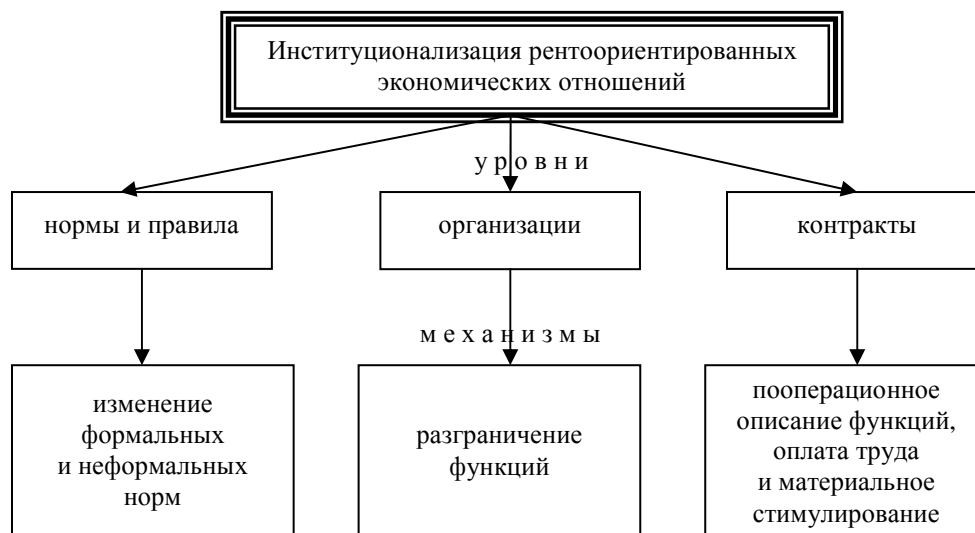 Институционализация рентоориентированных
экономических отношений
у р о в н и
нормы и правила
организации
контракты
м е х а н и з м ы
изменение
формальных
и неформальных
норм
разграничение
функций
пооперационное
описание функций,
оплата труда
и материальное
стимулирование